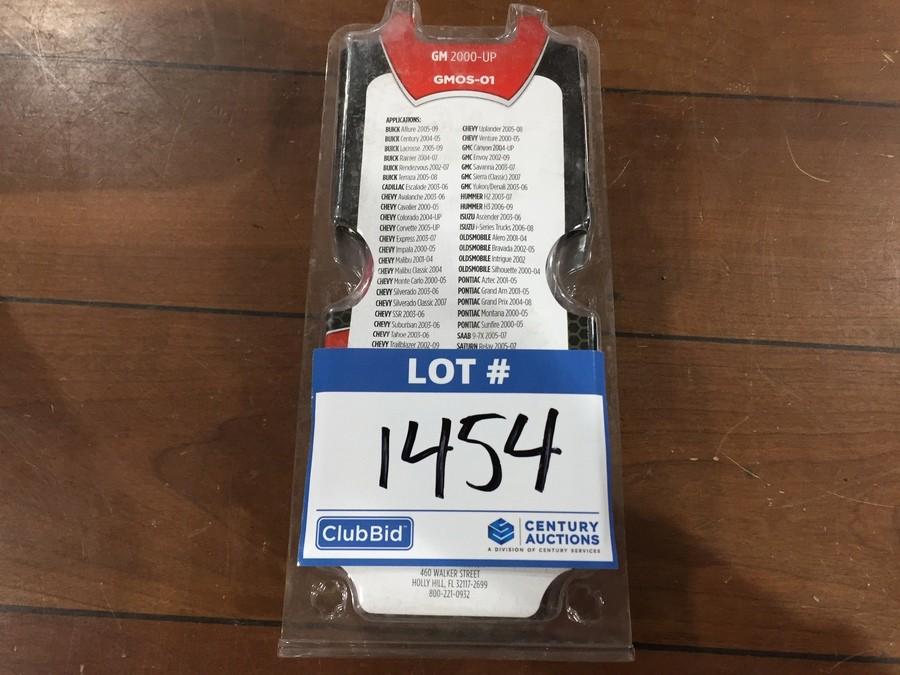 GM 2000-UP
GMOS-01
APPLICATIONS:
BUICK Allure 2005-09
BUICK Century 2004-05
BUICK Lacrosse 2005-09
BUICK Rainier 2004-07
BUICK Rendezvous 2002-07
BUICK Terraza 2005-08
CADILLAC Escalade 2003-06
CHEVY Avalanche 2003-06
CHEVY Cavalier 2000-05
CHEVY Colorado 2004-UP
CHEVY Corvette 2005-UP
CHEVY Express 2003-07
CHEVY Impala 2000-05
CHEVY Malibu 2001-04
CHEVY Malibu Classic 2004
CHEVY Monte Carlo 2000-05
CHEVY Silverado 2003-06
CHEVY Silverado Classic 2007
CHEVY SSR 2003-06
CHEVY Suburban 2003-06
CHEVY Tahoe 2003-06
CHEVY Trailblazer 2002-09
CHEVY Uplander 2005-08
CHEVY Venture 2000-05
GMC Canyon 2004-UP
GMC Envoy 2002-09
GMC Savanna 2003-07
GMC Sierra (Classic) 2007
GMC Yukon/Denali 2003-06
HUMMER H2 2003-07
HUMMER H3 2006-09
ISUZU Ascender 2003-06
ISUZU i-Series Trucks 2006-08
OLDSMOBILE Alero 2001-04
OLDSMOBILE Bravada 2002-05
OLDSMOBILE Intrigue 2002
OLDSMOBILE Silhouette 2000-04
PONTIAC Aztec 2001-05
PONTIAC Grand Am 2001-05
PONTIAC Grand Prix 2004-08
PONTIAC Montana 2000-05
PONTIAC Sunfire 2000-05
SAAB 9-7X 2005-07
SATURN Relay 2005-07
LOT #
1454
ClubBid™
CENTURY
AUCTIONS
A DIVISION OF CENTURY SERVICES
460 WALKER STREET
HOLLY HILL, FL 32117-2699
800-221-0932